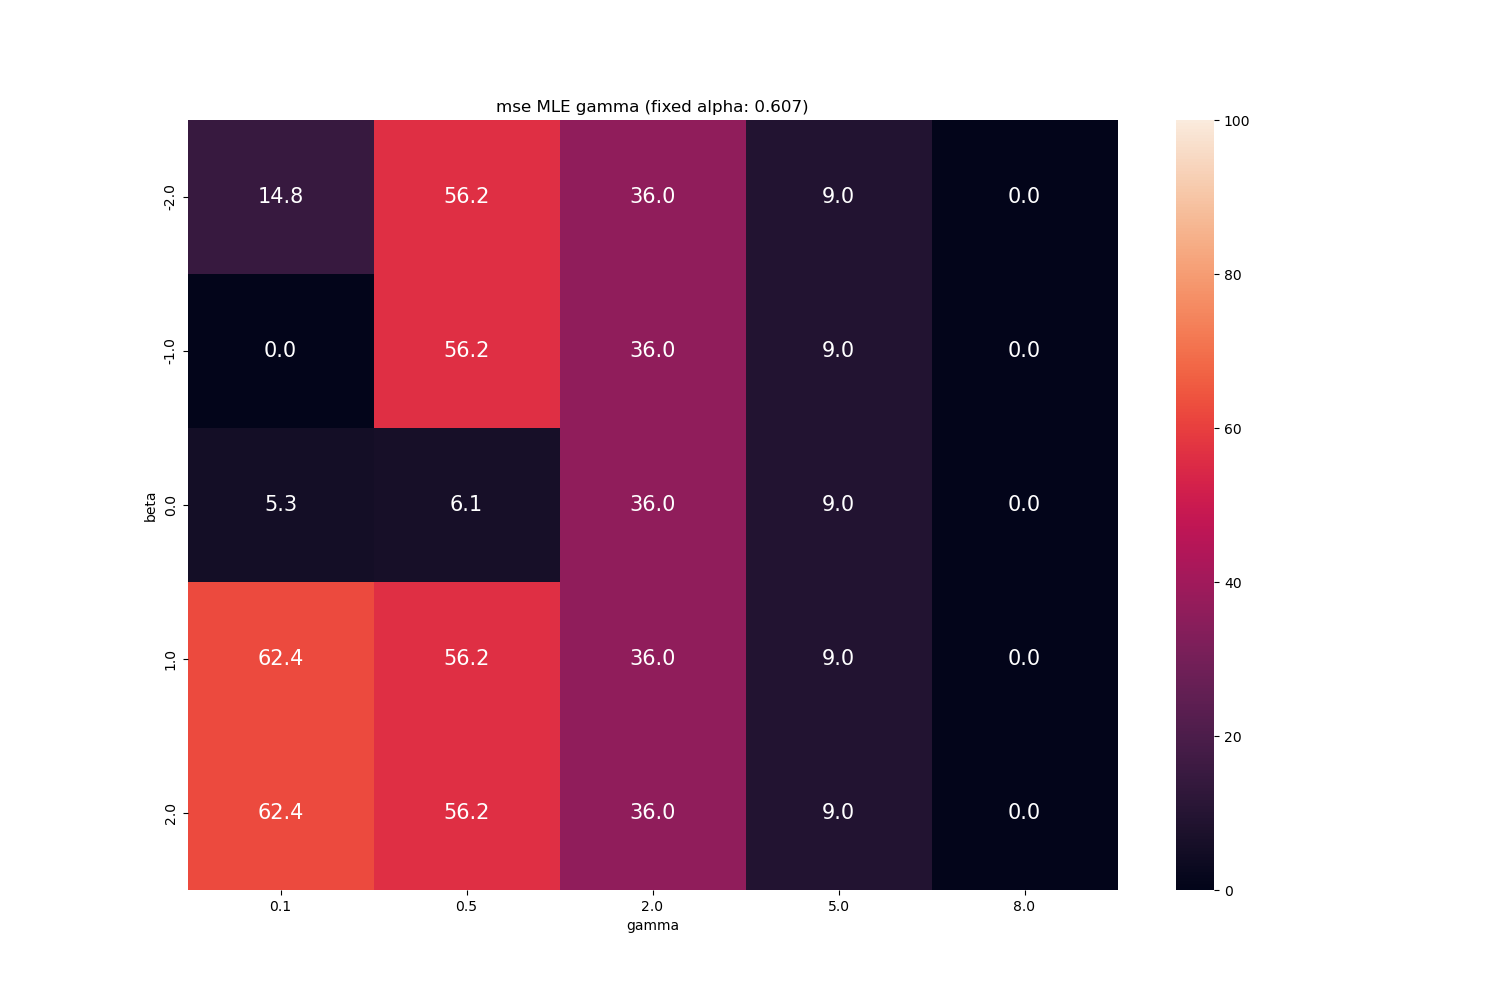 mse MLE gamma (fixed alpha: 0.607)
-2.0 14.8 56.2 36.0 9.0 0.0
-1.0 0.0 56.2 36.0 9.0 0.0
0.0 5.3 6.1 36.0 9.0 0.0
1.0 62.4 56.2 36.0 9.0 0.0
2.0 62.4 56.2 36.0 9.0 0.0
beta
0.1 0.5 2.0 5.0 8.0
gamma
100
80
60
40
20
0